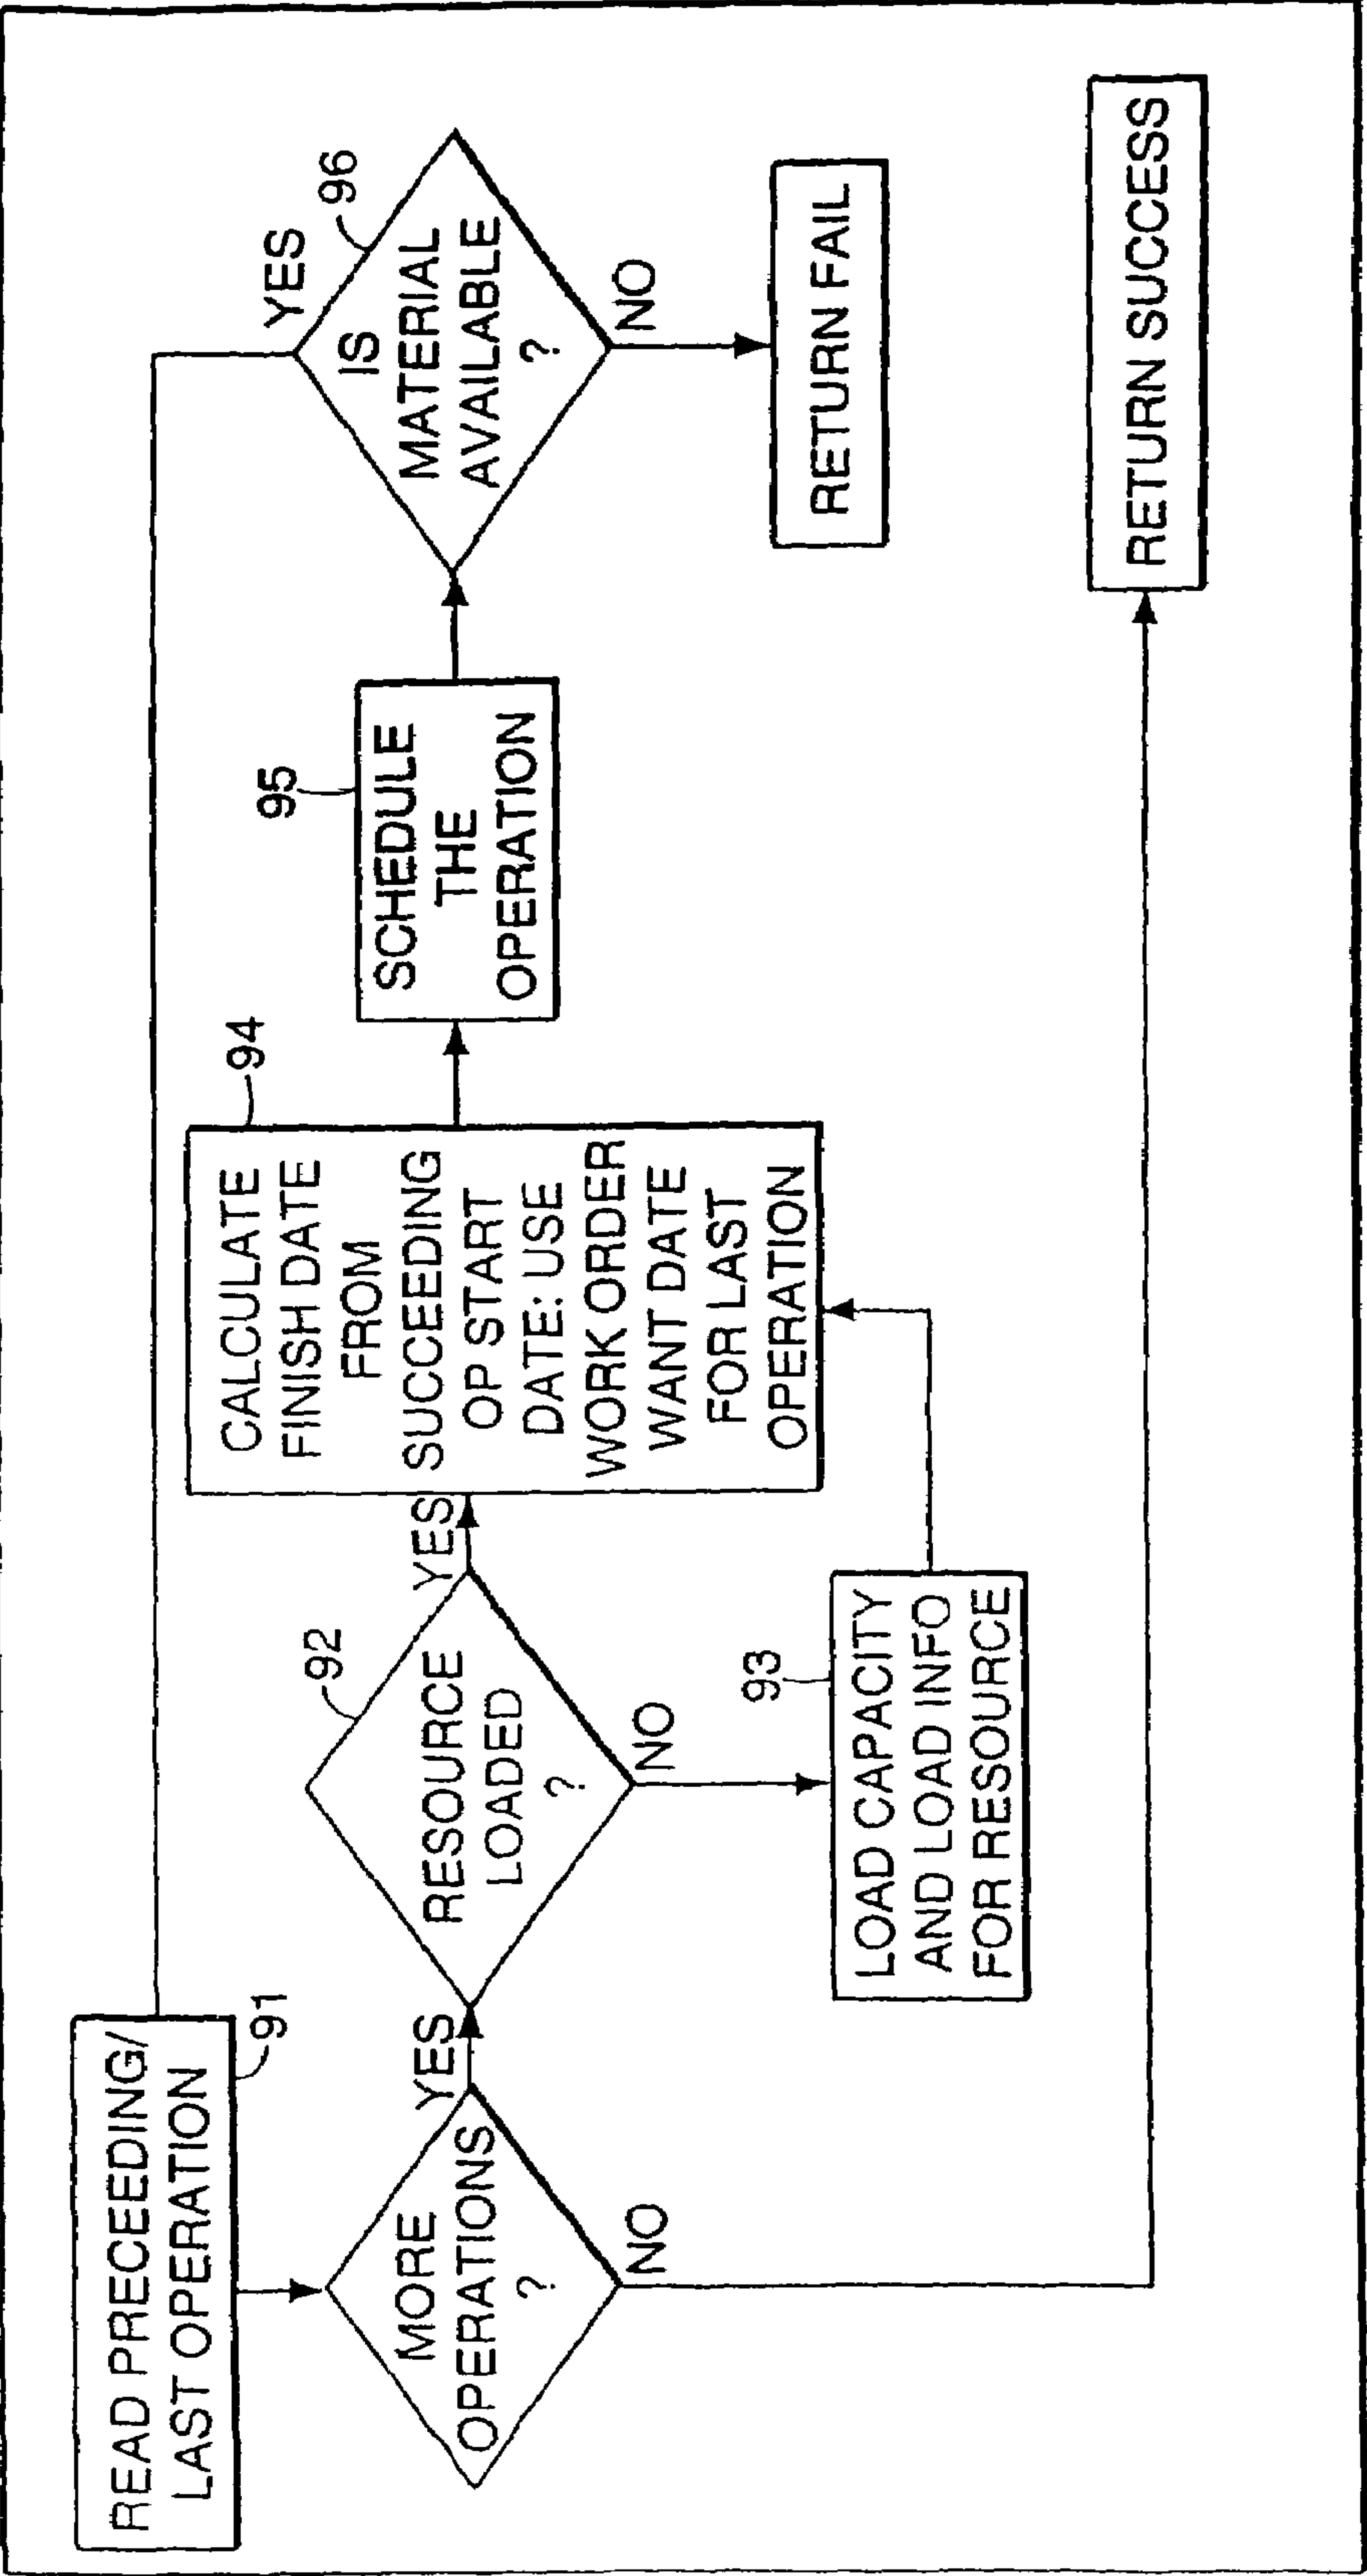 READ PRECEEDING/
LAST OPERATION
91
MORE
OPERATIONS
?
YES
NO
92
RESOURCE
LOADED
?
YES
NO
93
LOAD CAPACITY
AND LOAD INFO
FOR RESOURCE
94
CALCULATE
FINISH DATE
FROM
SUCCEEDING
OP START
DATE: USE
WORK ORDER
WANT DATE
FOR LAST
OPERATION
95
SCHEDULE
THE
OPERATION
96
IS
MATERIAL
AVAILABLE
?
YES
NO
RETURN FAIL
RETURN SUCCESS